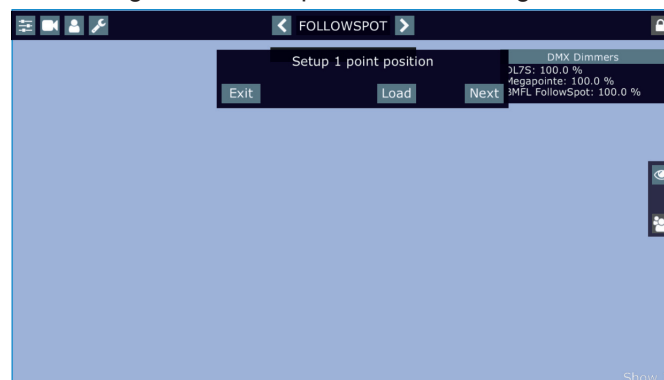 FOLLOWSPOT
Setup 1 point position
Exit
Load
Next
DMX Dimmers
DL7S: 100.0 %
Megapointe: 100.0 %
BMFL FollowSpot: 100.0 %
Show